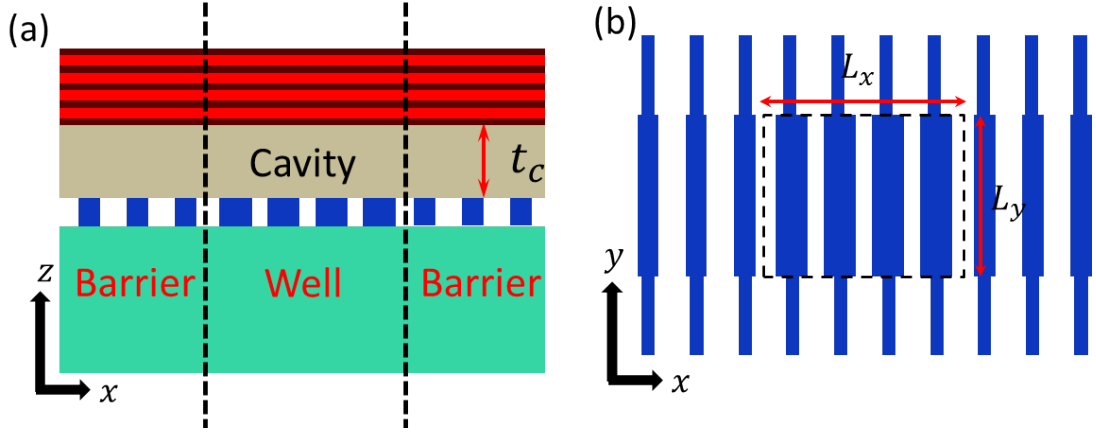 (a)
Cavity
t_c
Barrier
Well
Barrier
z
x
(b)
L_x
L_y
y
x